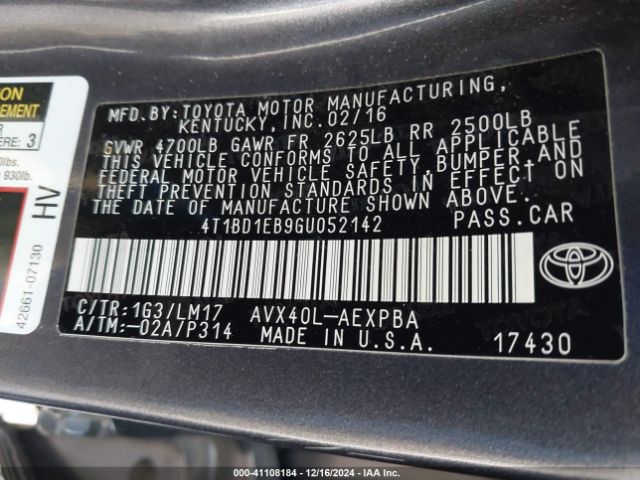 MFD.BY:TOYOTA MOTOR MANUFACTURING,
KENTUCKY,INC.02/16
GVWR 4700LB GAWR FR 2625LB RR 2500LB
THIS VEHICLE CONFORMS TO ALL APPLICABLE
FEDERAL MOTOR VEHICLE SAFETY,BUMPER,AND
THEFT PREVENTION STANDARDS IN EFFECT ON
THE DATE OF MANUFACTURE SHOWN ABOVE.
4T1BD1EB9GU052142 PASS.CAR
C/TR:1G3/LM17 AVX40L-AEXPBA
A/TM:-02A/P314 MADE IN U.S.A. 17430
TOYOTA
3
930lb.
HV
42661-07130
000-41108184 | 12/16/2024 | IAA Inc.